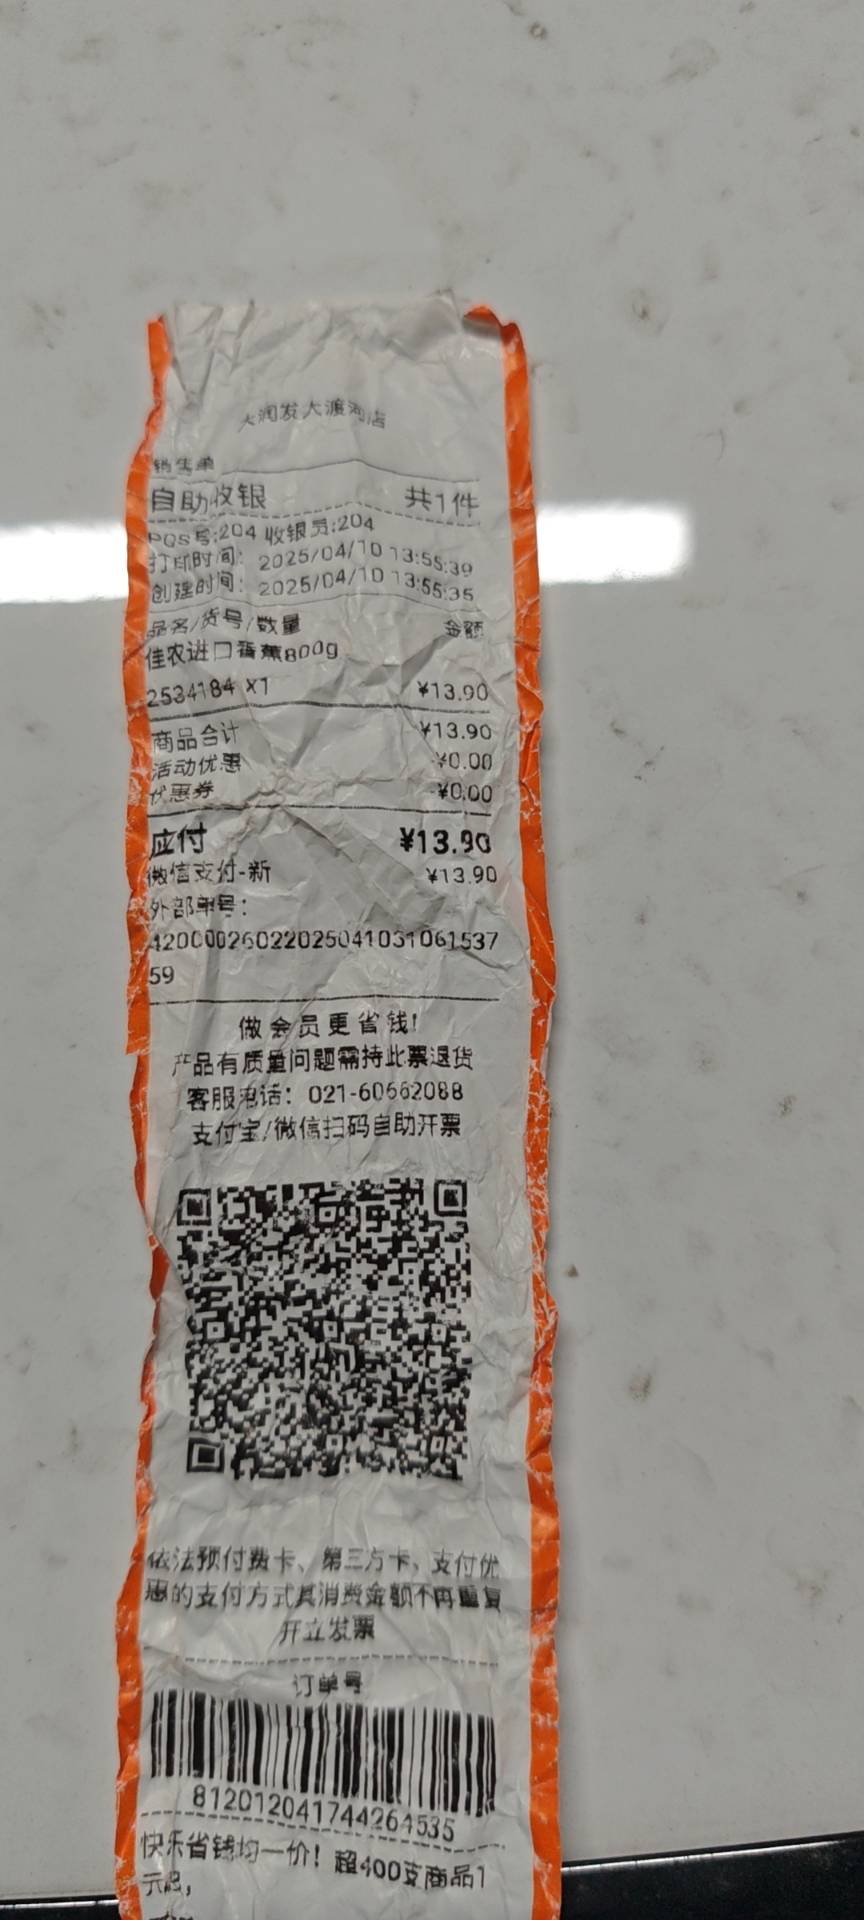 大润发大渡河店
销售单
自助收银 共1件
POS号:204 收银员:204
打印时间: 2025/04/10 13:55:39
创建时间: 2025/04/10 13:55:35
品名/货号/数量 金额
佳农进口香蕉800g
2534184 X1 ¥13.90
商品合计 ¥13.90
活动优惠 -¥0.00
优惠券 -¥0.00
应付 ¥13.90
微信支付-新 ¥13.90
外部单号:
42000026022025041031061537
59
做会员更省钱!
产品有质量问题需持此票退货
客服电话: 021-60662088
支付宝/微信扫码自助开票
依法预付费卡、第三方卡、支付优
惠的支付方式其消费金额不再重复
开立发票
订单号
812012041744264535
快乐省钱均一价! 超400支商品1
元起,